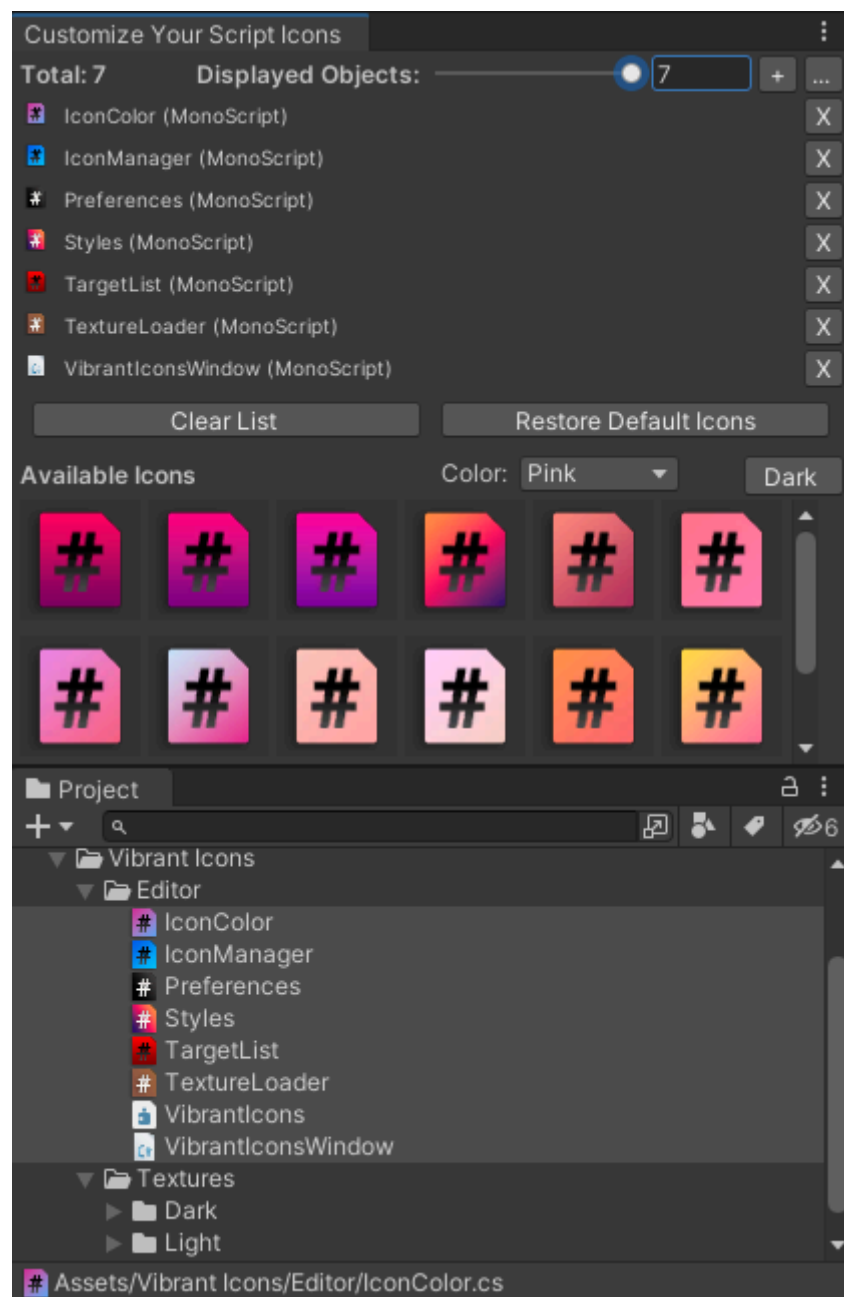 Customize Your Script Icons
Total: 7 Displayed Objects: 7 + ...
IconColor (MonoScript) X
IconManager (MonoScript) X
Preferences (MonoScript) X
Styles (MonoScript) X
TargetList (MonoScript) X
TextureLoader (MonoScript) X
VibrantIconsWindow (MonoScript) X
Clear List Restore Default Icons
Available Icons Color: Pink Dark
# # # # # #
# # # # # #
Project
+ 6
Vibrant Icons
Editor
# IconColor
# IconManager
# Preferences
# Styles
# TargetList
# TextureLoader
VibrantIcons
C# VibrantIconsWindow
Textures
Dark
Light
# Assets/Vibrant Icons/Editor/IconColor.cs